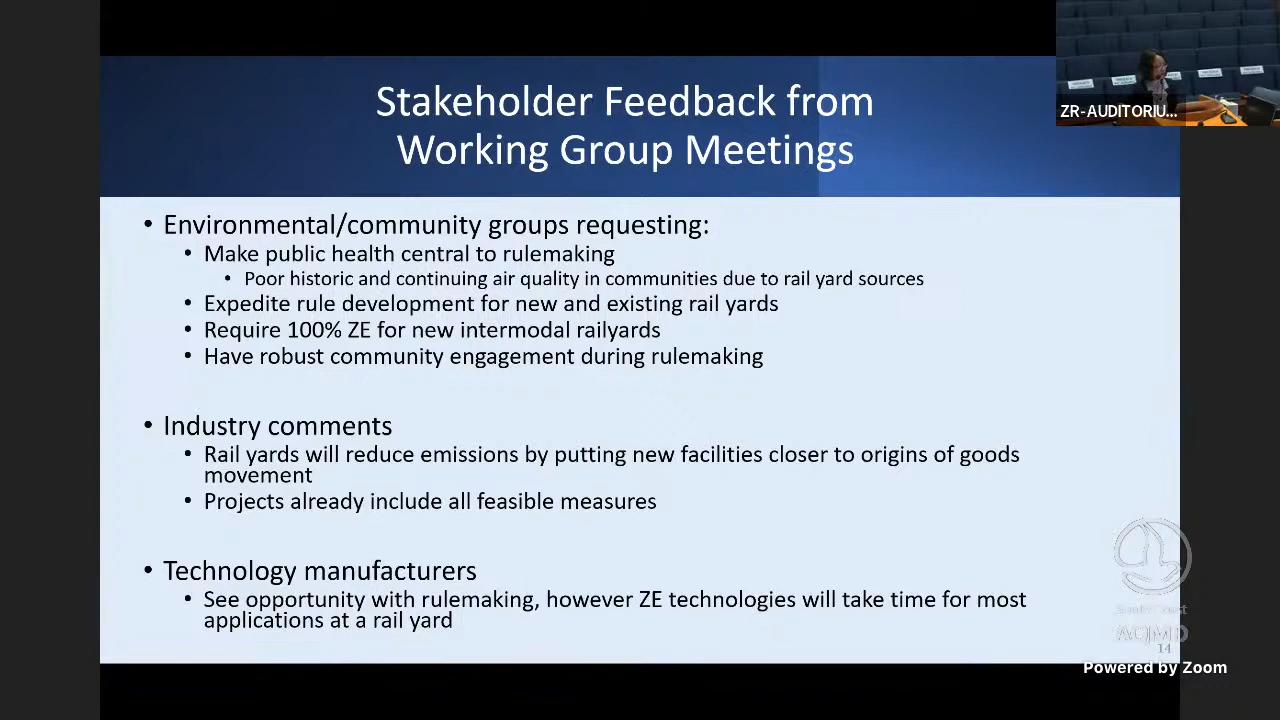 Stakeholder Feedback from
Working Group Meetings
ZR-AUDITORIU...
• Environmental/community groups requesting:
• Make public health central to rulemaking
• Poor historic and continuing air quality in communities due to rail yard sources
• Expedite rule development for new and existing rail yards
• Require 100% ZE for new intermodal railyards
• Have robust community engagement during rulemaking
• Industry comments
• Rail yards will reduce emissions by putting new facilities closer to origins of goods
movement
• Projects already include all feasible measures
• Technology manufacturers
• See opportunity with rulemaking, however ZE technologies will take time for most
applications at a rail yard
South Coast
AQMD
14
Powered by Zoom